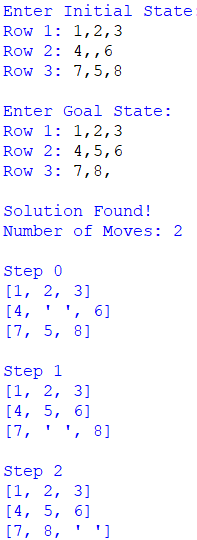 Enter Initial State:
Row 1: 1,2,3
Row 2: 4,,6
Row 3: 7,5,8
Enter Goal State:
Row 1: 1,2,3
Row 2: 4,5,6
Row 3: 7,8,
Solution Found!
Number of Moves: 2
Step 0
[1, 2, 3]
[4, ' ', 6]
[7, 5, 8]
Step 1
[1, 2, 3]
[4, 5, 6]
[7, ' ', 8]
Step 2
[1, 2, 3]
[4, 5, 6]
[7, 8, ' ']